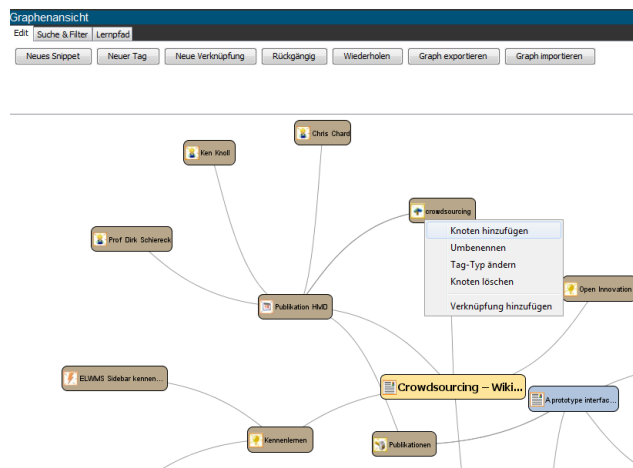 Graphenansicht
Edit Suche & Filter Lernpfad
Neues Snippet Neuer Tag Neue Verknüpfung Rückgängig Wiederholen Graph exportieren Graph importieren
Chris Chard
Ken Knoll
crowdsourcing
Knoten hinzufügen
Umbenennen
Tag-Typ ändern
Knoten löschen
Verknüpfung hinzufügen
Prof Dirk Schiereck
Open Innovation
Publikation HMD
ELWMS Sidebar kennen...
Crowdsourcing – Wiki...
A prototype interfac...
Kennenlernen
Publikationen